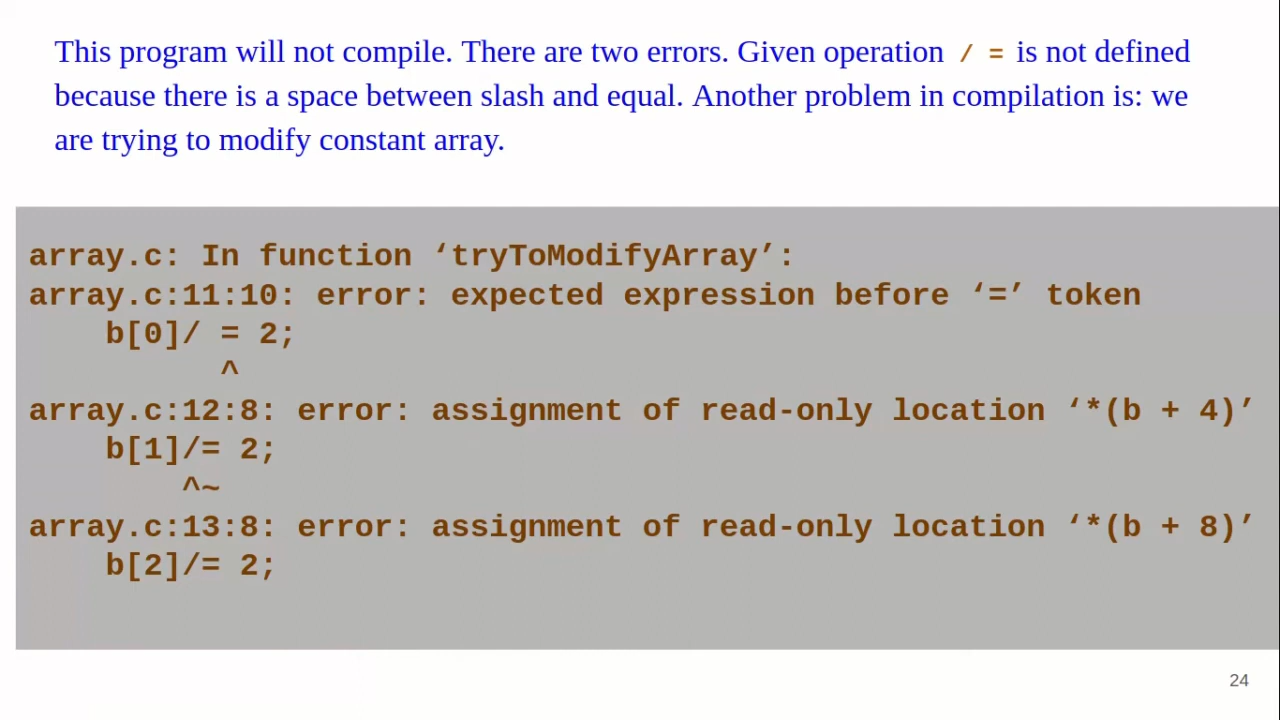 This program will not compile. There are two errors. Given operation / = is not defined
because there is a space between slash and equal. Another problem in compilation is: we
are trying to modify constant array.
array.c: In function ‘tryToModifyArray’:
array.c:11:10: error: expected expression before ‘=’ token
b[0]/ = 2;
^
array.c:12:8: error: assignment of read-only location ‘*(b + 4)’
b[1]/= 2;
^~
array.c:13:8: error: assignment of read-only location ‘*(b + 8)’
b[2]/= 2;
24